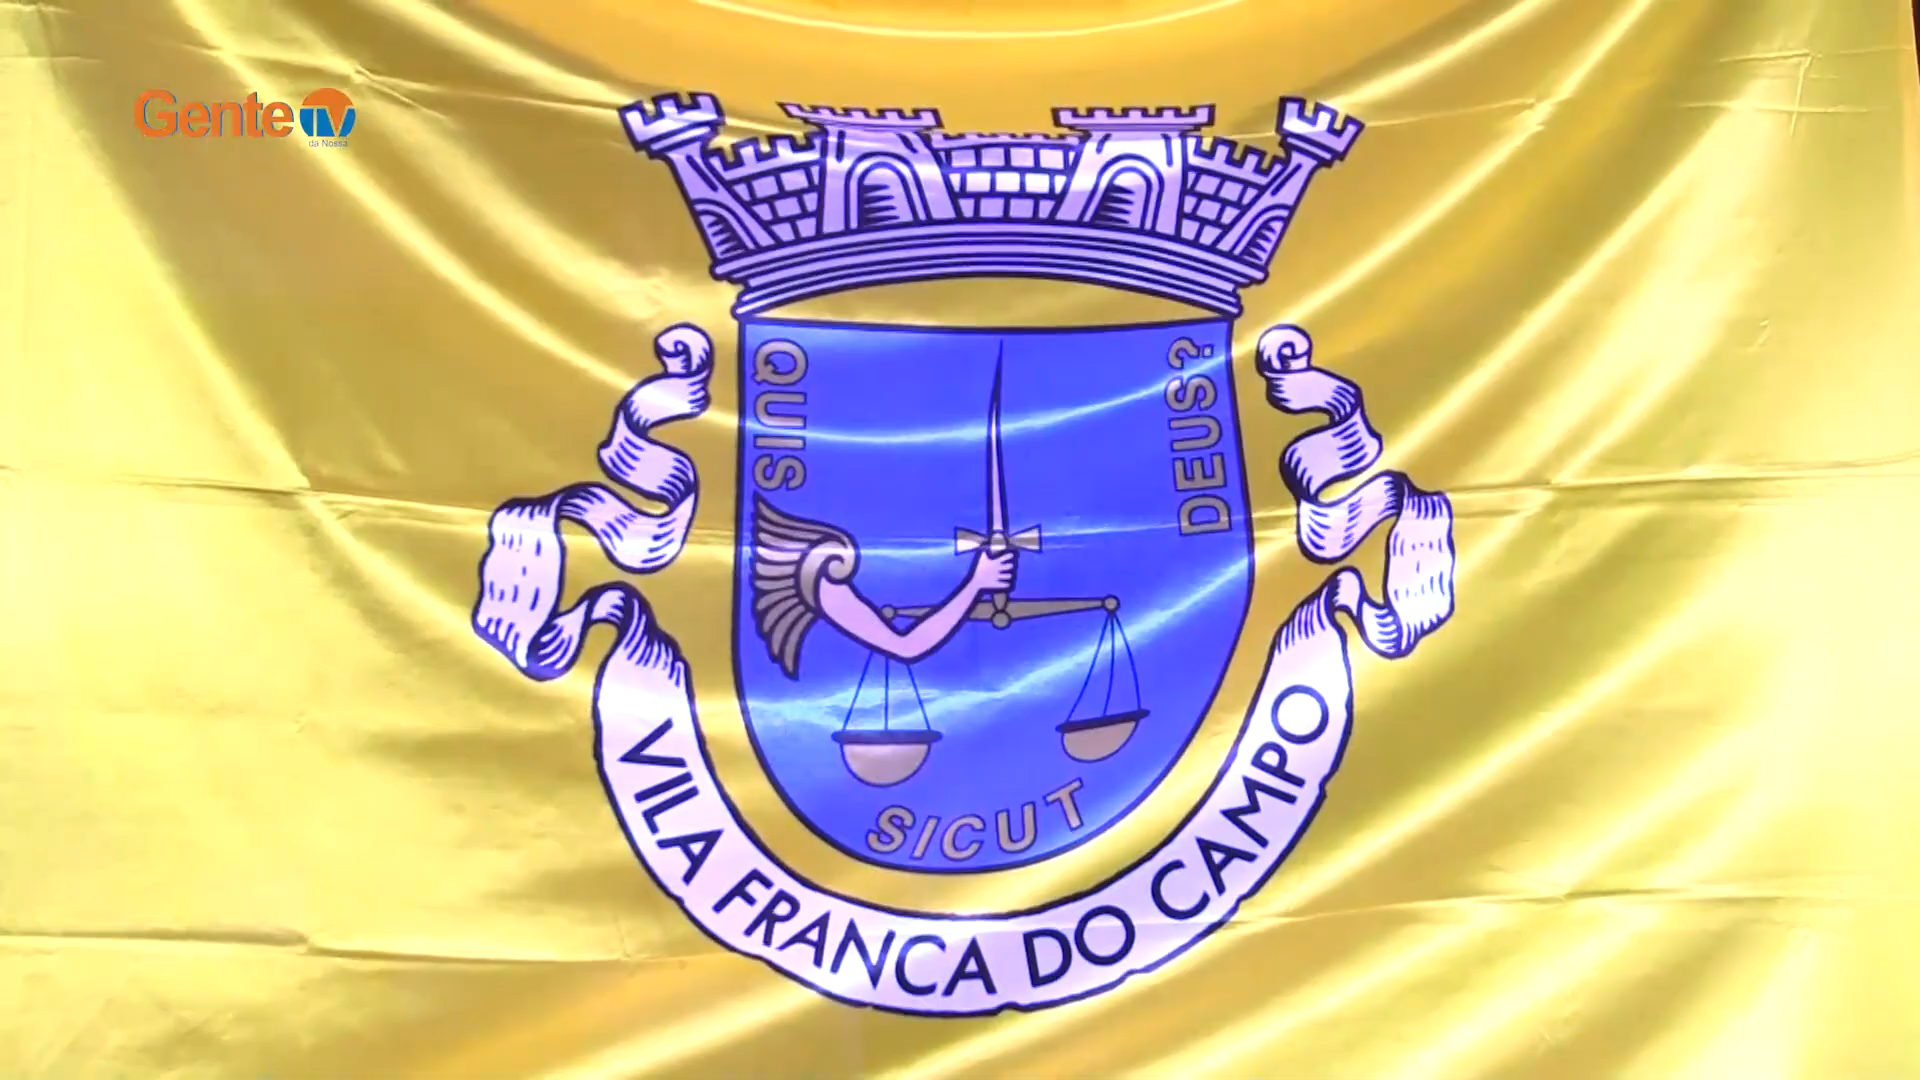 Gente TV
da Nossa
QUIS
SICUT
DEUS?
VILA FRANCA DO CAMPO